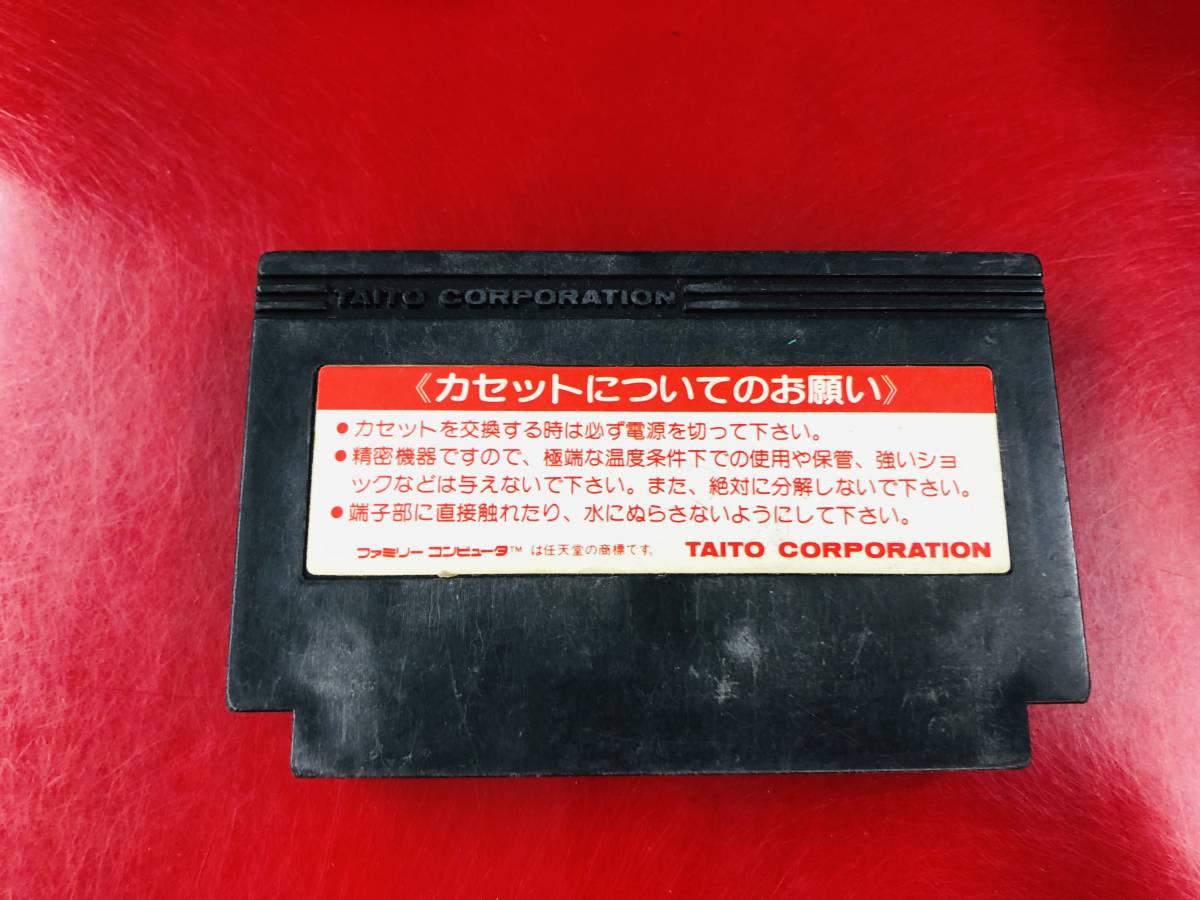 TAITO CORPORATION
《カセットについてのお願い》
●カセットを交換する時は必ず電源を切って下さい。
●精密機器ですので、極端な温度条件下での使用や保管、強いショ
ックなどは与えないで下さい。また、絶対に分解しないで下さい。
●端子部に直接触れたり、水にぬらさないようにして下さい。
ファミリー コンピュータ™ は任天堂の商標です。 TAITO CORPORATION